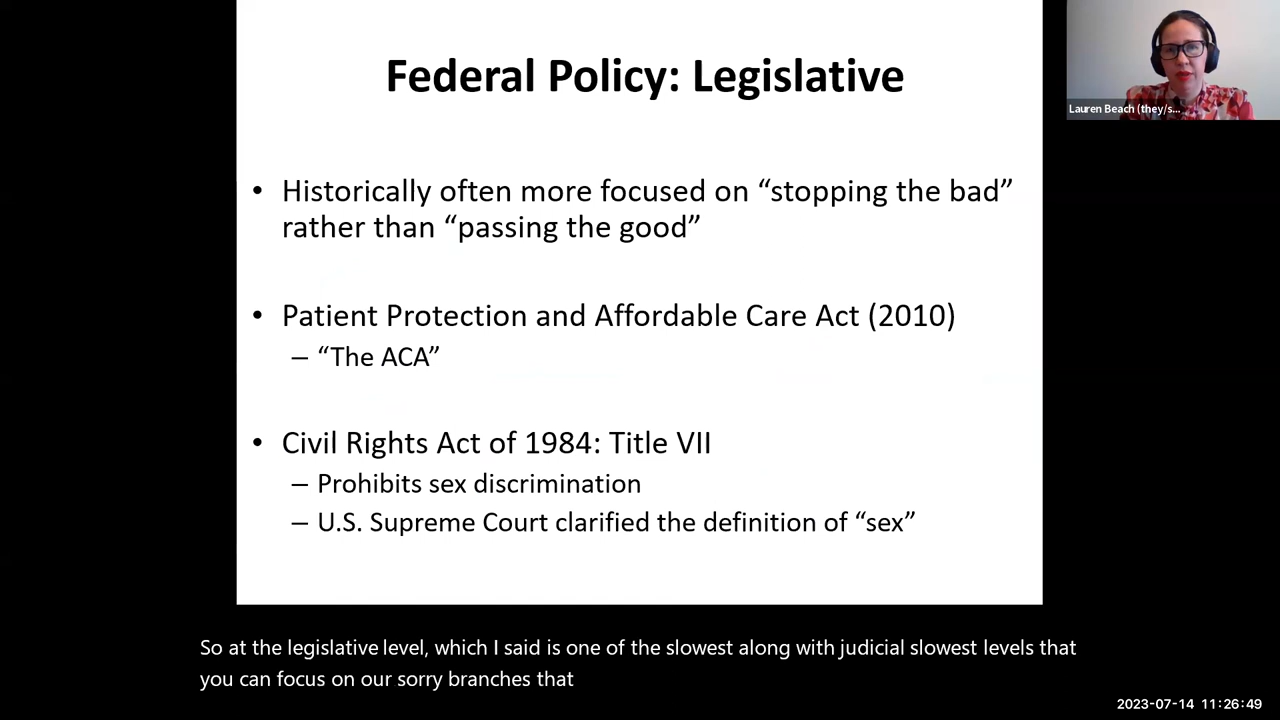 Federal Policy: Legislative
Lauren Beach (they/s...
• Historically often more focused on “stopping the bad”
rather than “passing the good”
• Patient Protection and Affordable Care Act (2010)
– “The ACA”
• Civil Rights Act of 1984: Title VII
– Prohibits sex discrimination
– U.S. Supreme Court clarified the definition of “sex”
So at the legislative level, which I said is one of the slowest along with judicial slowest levels that
you can focus on our sorry branches that
2023-07-14 11:26:49